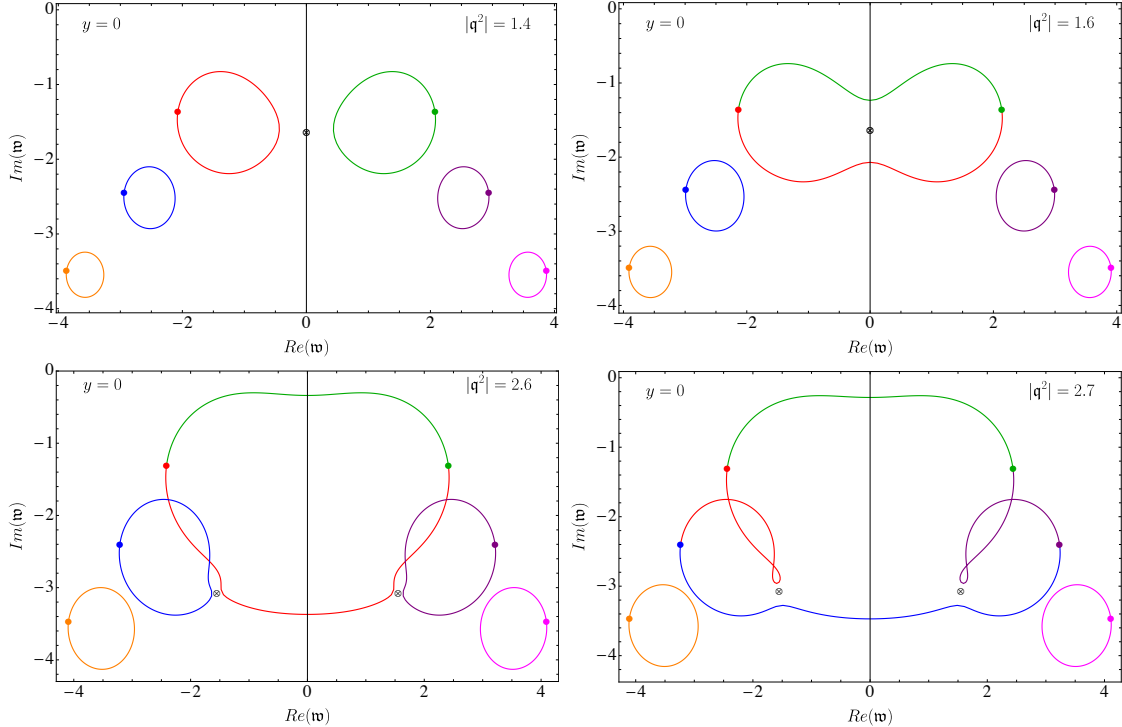 y = 0
|𝔮²| = 1.4
0
−1
−2
−3
−4
Im(𝔴)
−4
−2
0
2
4
Re(𝔴)
y = 0
|𝔮²| = 1.6
0
−1
−2
−3
−4
Im(𝔴)
−4
−2
0
2
4
Re(𝔴)
y = 0
|𝔮²| = 2.6
0
−1
−2
−3
−4
Im(𝔴)
−4
−2
0
2
4
Re(𝔴)
y = 0
|𝔮²| = 2.7
0
−1
−2
−3
−4
Im(𝔴)
−4
−2
0
2
4
Re(𝔴)